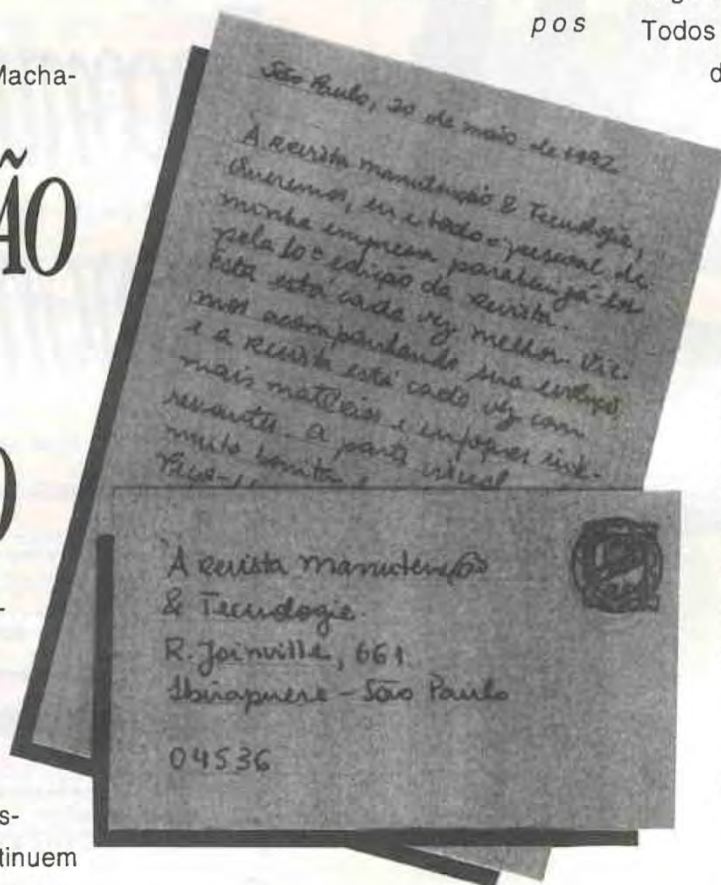 pos
Todos
d
Macha-
ÃO
São Paulo, 20 de maio de 1992
À revista manutenção & Tecnologia,
Queremos, eu e todo o pessoal de
minha empresa parabenizá-los
pela 10ª edição da revista.
Esta está cada vez melhor. Vie-
mos acompanhando sua evolução
e a revista está cada vez com
mais matérias e enfoques inte-
ressantes. A parte visual
muito bonita
À revista manutenção
& Tecnologia.
R. Joinville, 661
Ibirapuera - São Paulo
04536
s-
tinuem